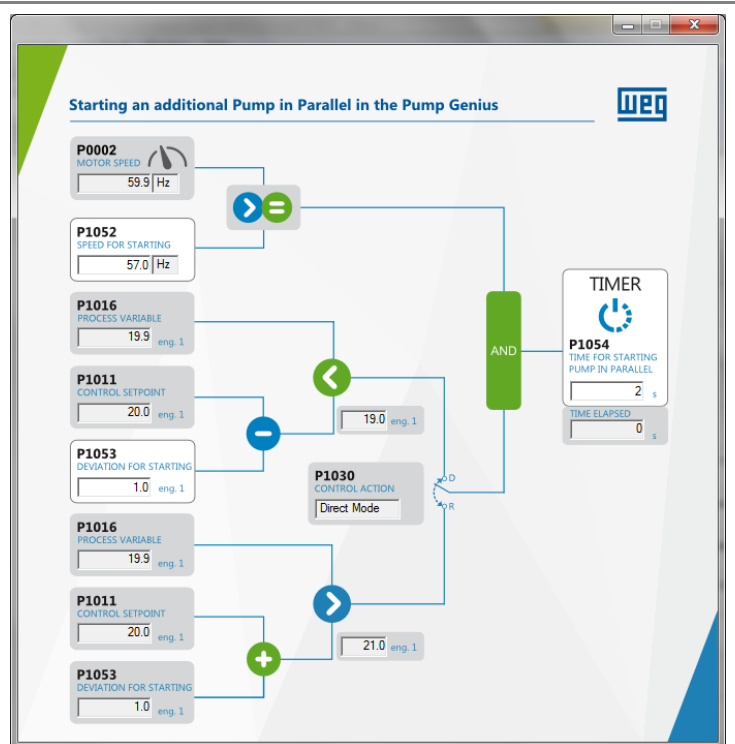 Starting an additional Pump in Parallel in the Pump Genius
WEG
P0002
MOTOR SPEED
59.9 Hz
P1052
SPEED FOR STARTING
57.0 Hz
P1016
PROCESS VARIABLE
19.9 eng. 1
P1011
CONTROL SETPOINT
20.0 eng. 1
P1053
DEVIATION FOR STARTING
1.0 eng. 1
P1016
PROCESS VARIABLE
19.9 eng. 1
P1011
CONTROL SETPOINT
20.0 eng. 1
P1053
DEVIATION FOR STARTING
1.0 eng. 1
19.0 eng. 1
P1030
CONTROL ACTION
Direct Mode
D
R
21.0 eng. 1
AND
TIMER
P1054
TIME FOR STARTING
PUMP IN PARALLEL
2 s
TIME ELAPSED
0 s